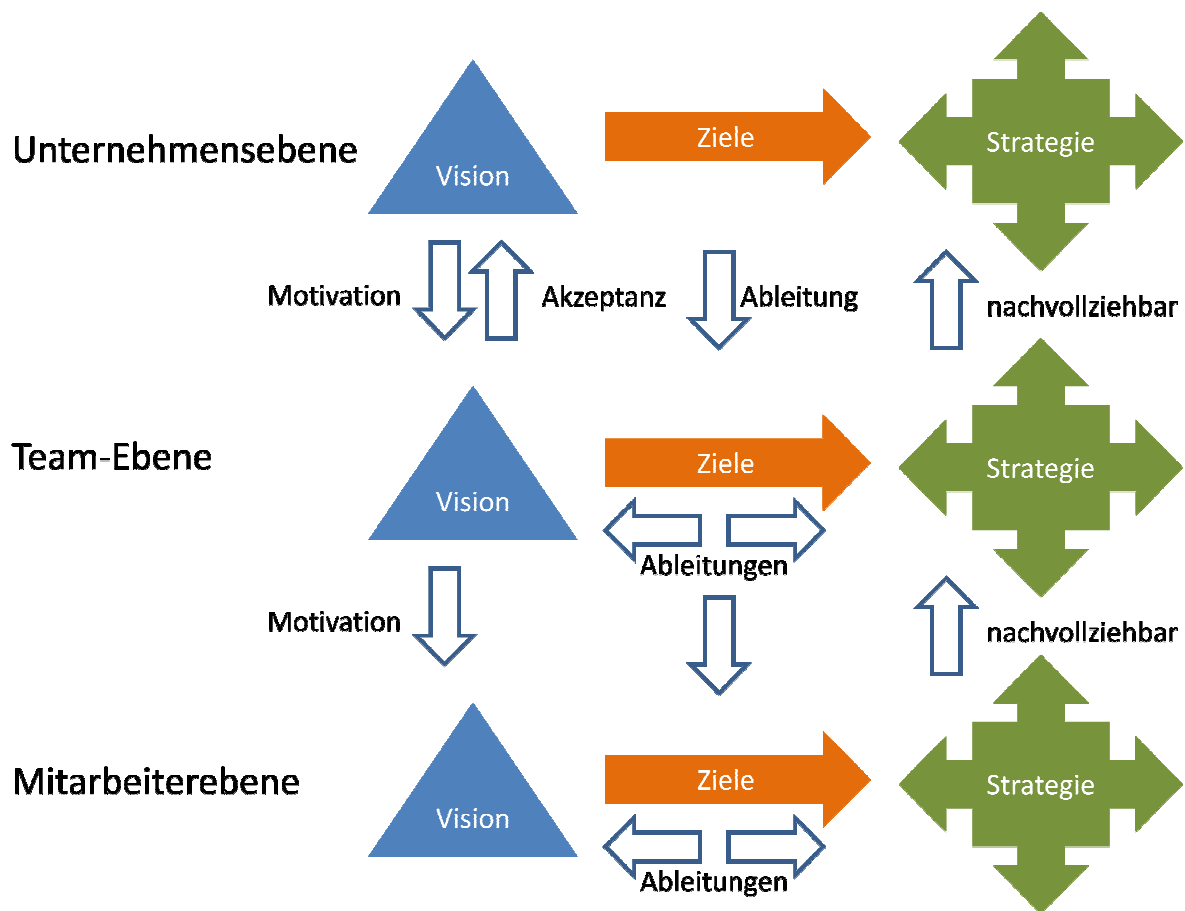 Unternehmensebene
Vision
Ziele
Strategie
Motivation
Akzeptanz
Ableitung
nachvollziehbar
Team-Ebene
Vision
Ziele
Strategie
Ableitungen
Motivation
nachvollziehbar
Mitarbeiterebene
Vision
Ziele
Strategie
Ableitungen